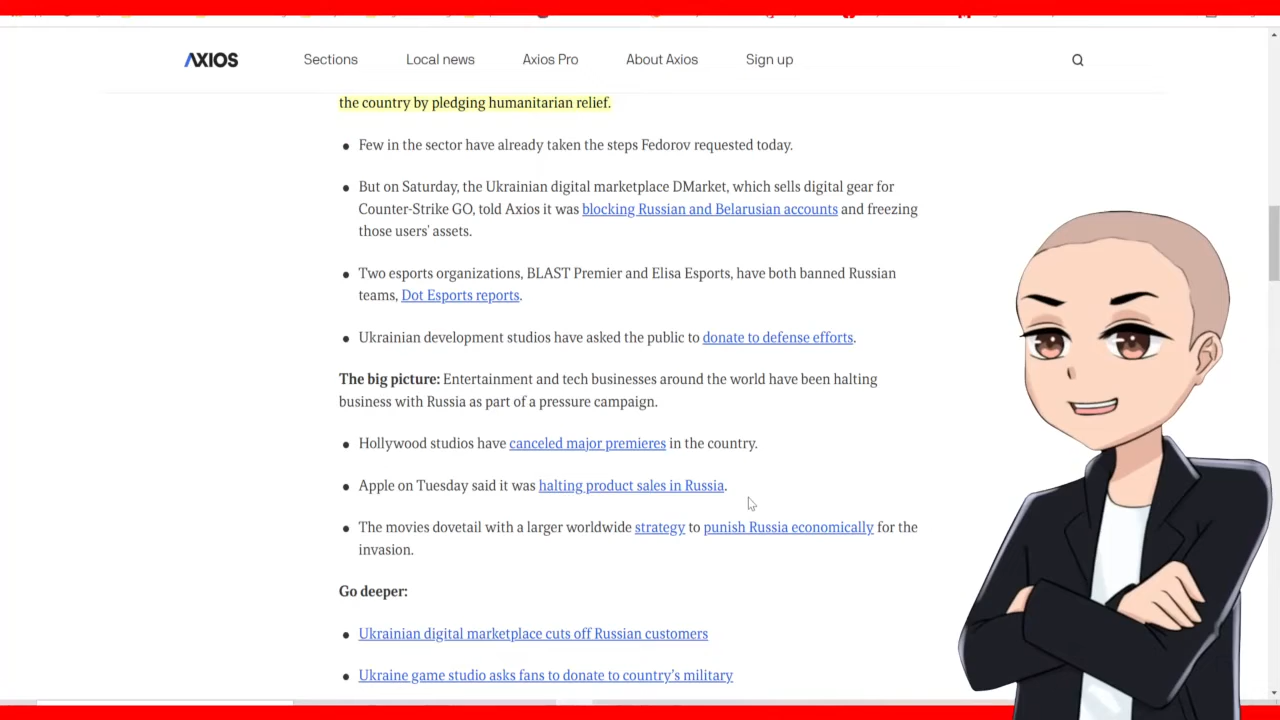 AXIOS Sections Local news Axios Pro About Axios Sign up
the country by pledging humanitarian relief.
Few in the sector have already taken the steps Fedorov requested today.
But on Saturday, the Ukrainian digital marketplace DMarket, which sells digital gear for
Counter-Strike GO, told Axios it was blocking Russian and Belarusian accounts and freezing
those users' assets.
Two esports organizations, BLAST Premier and Elisa Esports, have both banned Russian
teams, Dot Esports reports.
Ukrainian development studios have asked the public to donate to defense efforts.
The big picture: Entertainment and tech businesses around the world have been halting
business with Russia as part of a pressure campaign.
Hollywood studios have canceled major premieres in the country.
Apple on Tuesday said it was halting product sales in Russia.
The movies dovetail with a larger worldwide strategy to punish Russia economically for the
invasion.
Go deeper:
Ukrainian digital marketplace cuts off Russian customers
Ukraine game studio asks fans to donate to country's military